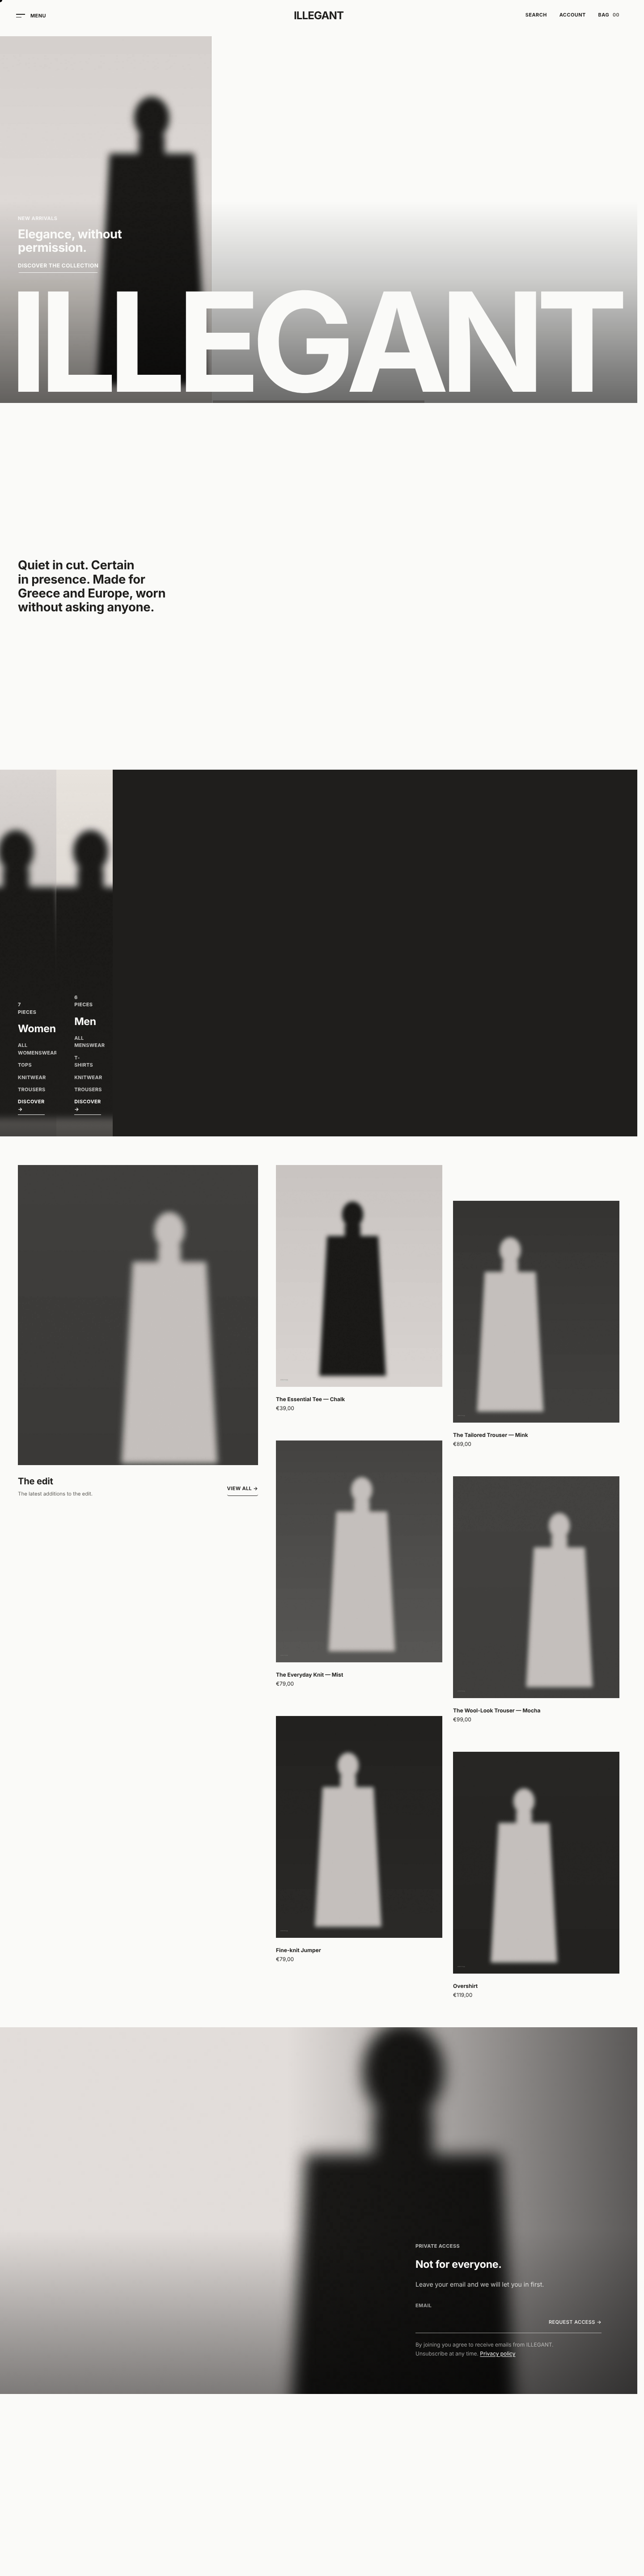 MENU
ILLEGANT
SEARCH
ACCOUNT
BAG 00
NEW ARRIVALS
Elegance, without
permission.
DISCOVER THE COLLECTION
ILLEGANT
Quiet in cut. Certain
in presence. Made for
Greece and Europe, worn
without asking anyone.
7
PIECES
Women
ALL
WOMENSWEAR
TOPS
KNITWEAR
TROUSERS
DISCOVER
→
6
PIECES
Men
ALL
MENSWEAR
T-
SHIRTS
KNITWEAR
TROUSERS
DISCOVER
→
The edit
The latest additions to the edit.
VIEW ALL →
The Essential Tee — Chalk
€39,00
The Tailored Trouser — Mink
€69,00
The Everyday Knit — Mist
€79,00
The Wool-Look Trouser — Mocha
€99,00
Fine-knit Jumper
€79,00
Overshirt
€119,00
PRIVATE ACCESS
Not for everyone.
Leave your email and we will let you in first.
EMAIL
REQUEST ACCESS →
By joining you agree to receive emails from ILLEGANT.
Unsubscribe at any time. Privacy policy